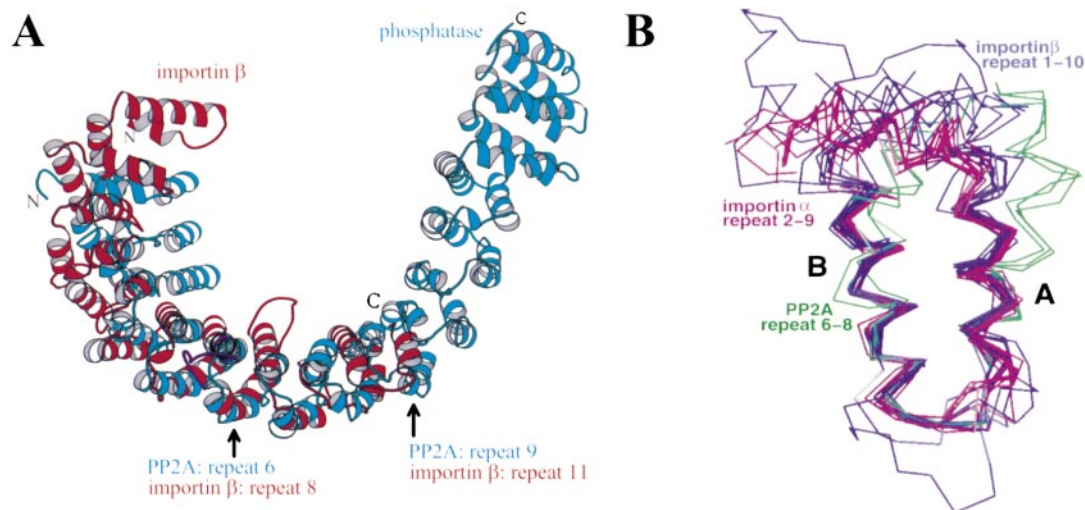 A
importin β
phosphatase
C
N
N
C
PP2A: repeat 6
importin β: repeat 8
PP2A: repeat 9
importin β: repeat 11
B
importinβ
repeat 1-10
importin α
repeat 2-9
B
A
PP2A
repeat 6-8